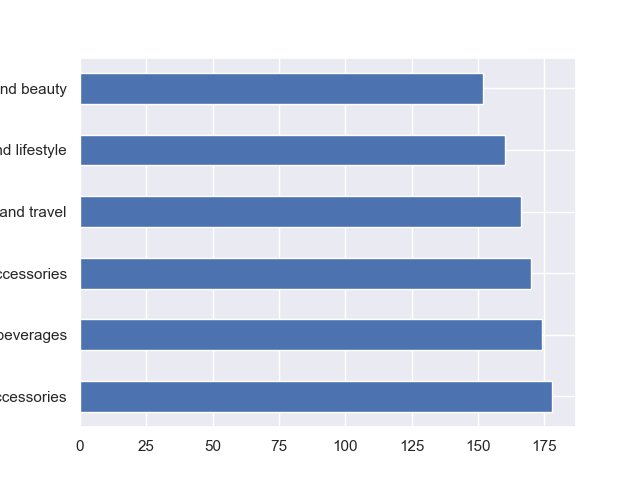 nd beauty
nd lifestyle
and travel
ccessories
beverages
ccessories
0 25 50 75 100 125 150 175